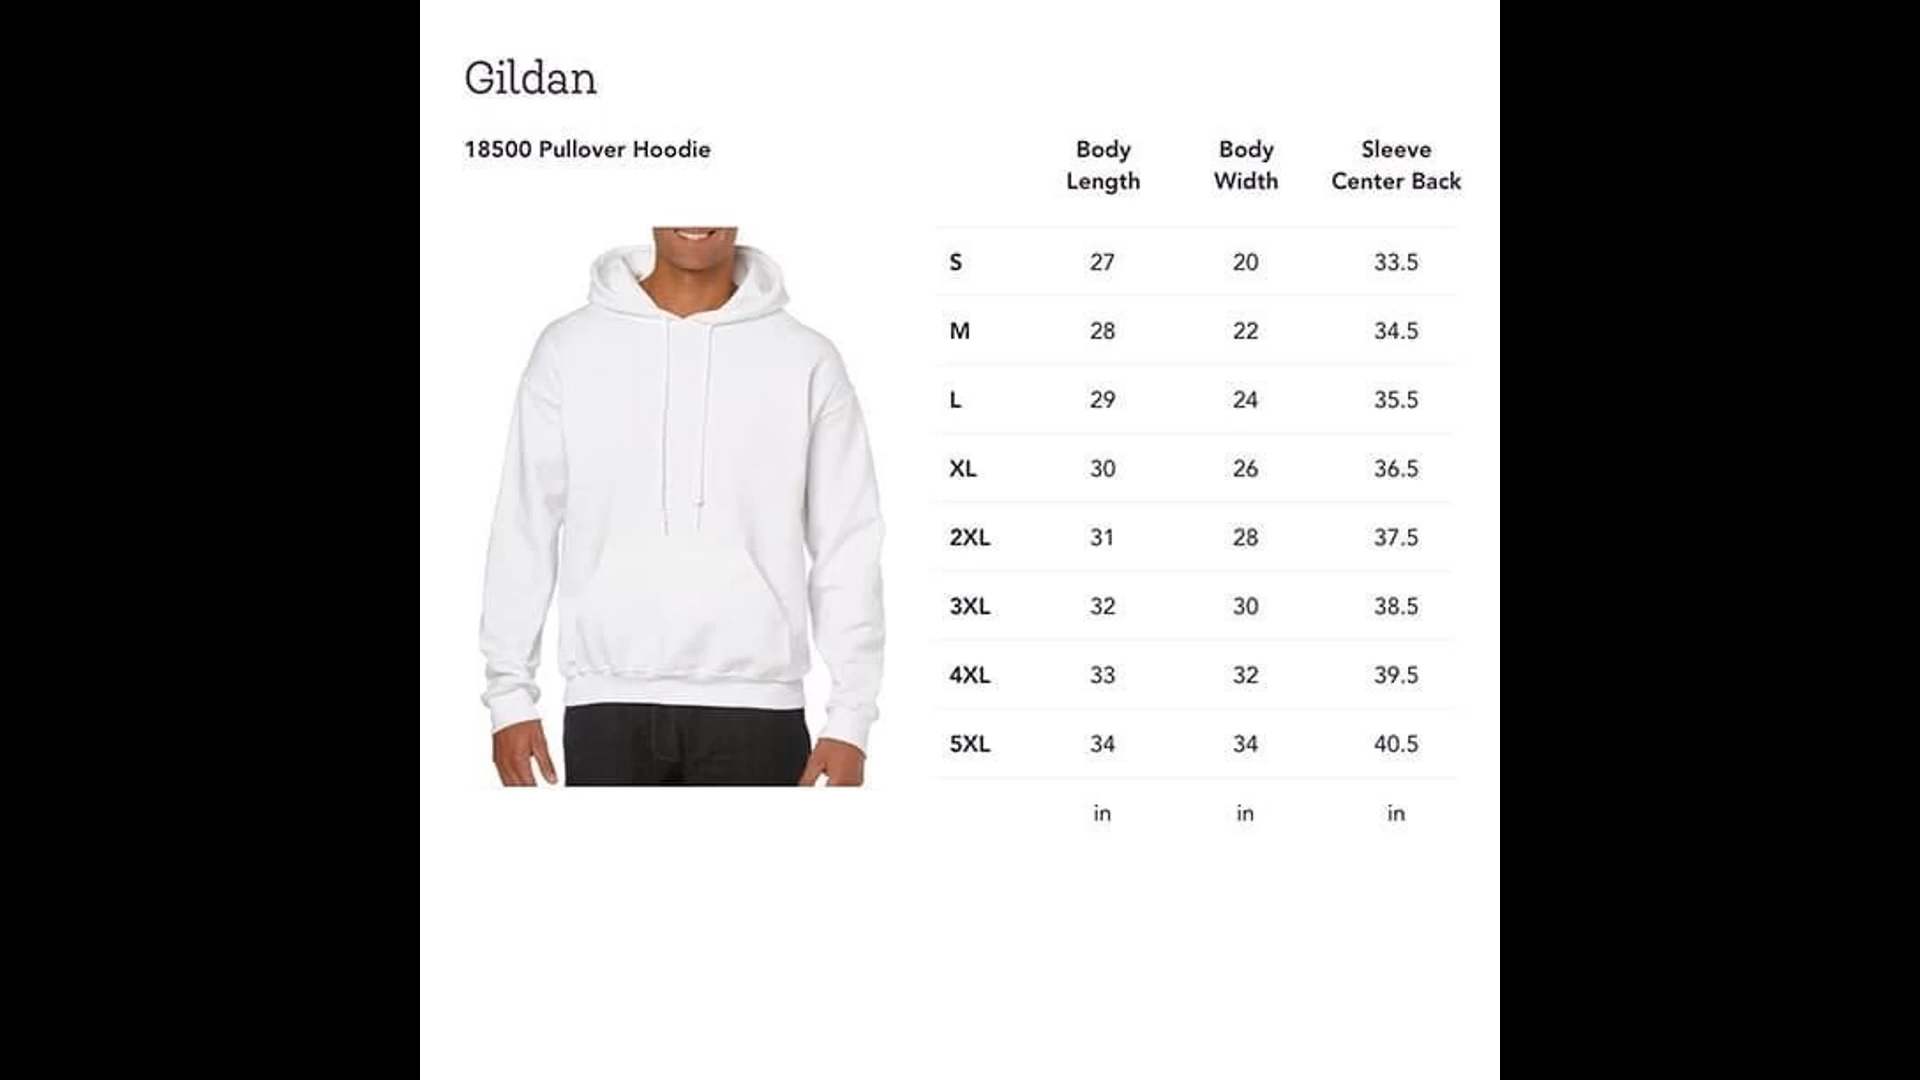 Gildan
18500 Pullover Hoodie
Body Length
Body Width
Sleeve Center Back
S 27 20 33.5
M 28 22 34.5
L 29 24 35.5
XL 30 26 36.5
2XL 31 28 37.5
3XL 32 30 38.5
4XL 33 32 39.5
5XL 34 34 40.5
in in in